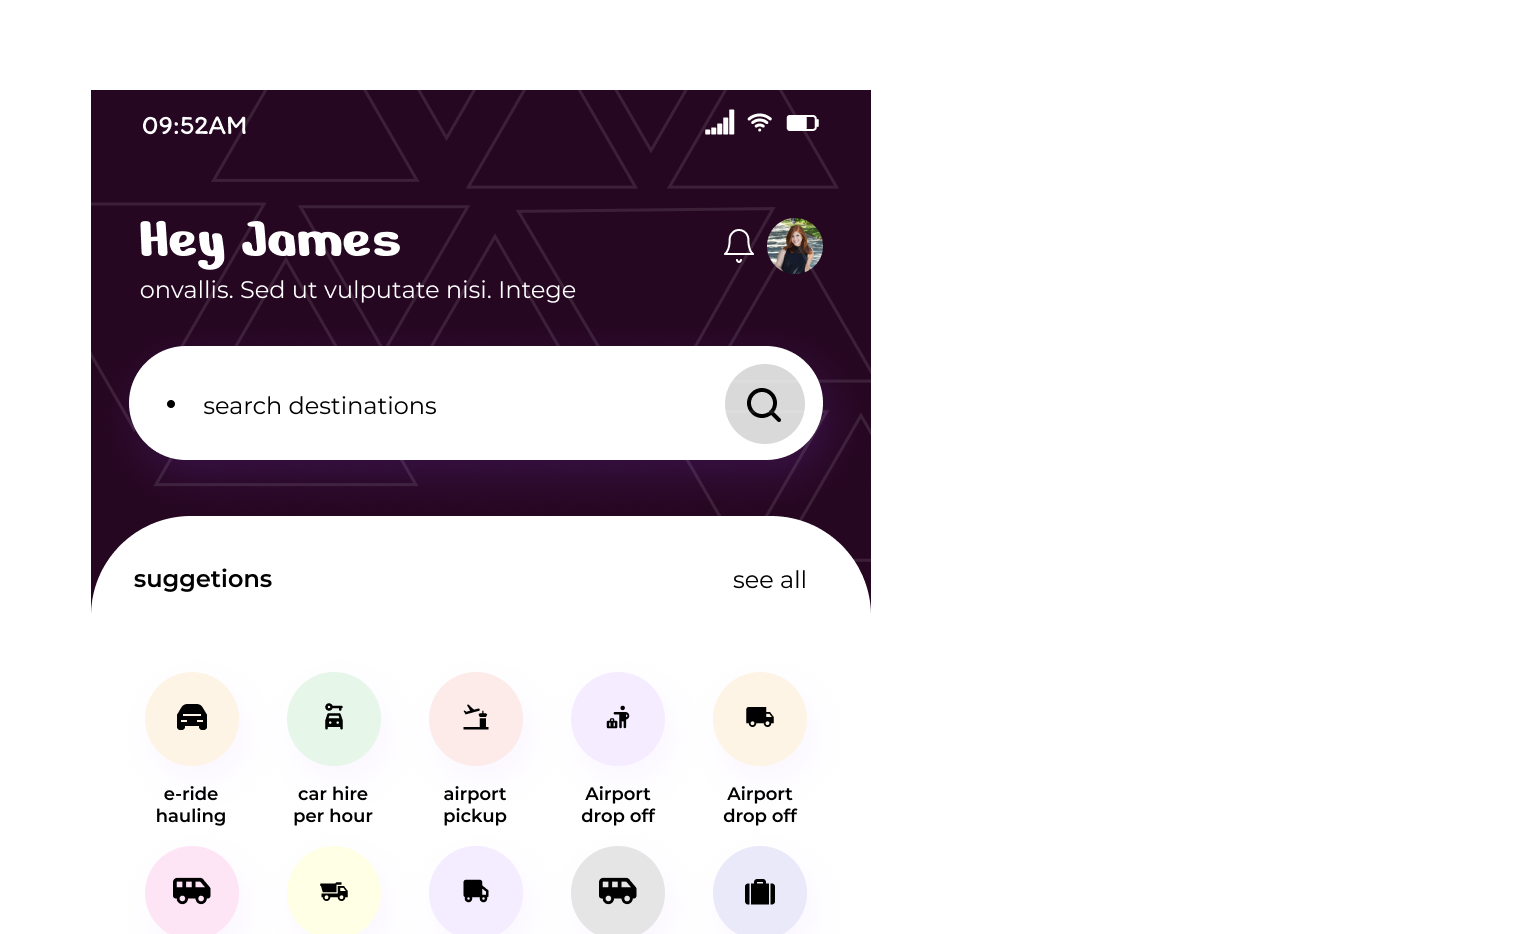 09:52AM
Hey James
onvallis. Sed ut vulputate nisi. Intege
• search destinations
suggetions
see all
e-ride
hauling
car hire
per hour
airport
pickup
Airport
drop off
Airport
drop off